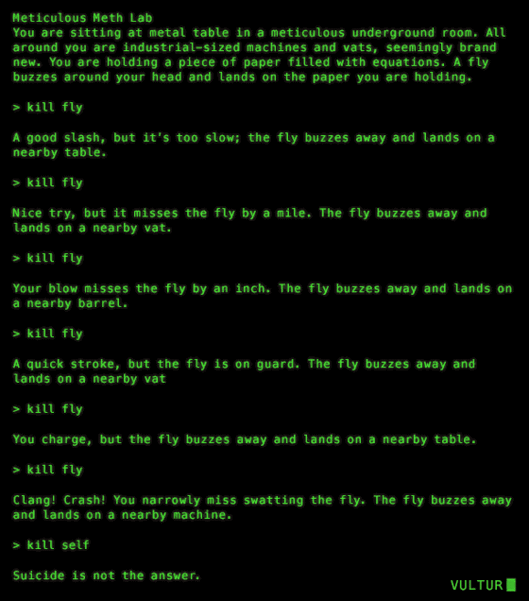 Meticulous Meth Lab
You are sitting at metal table in a meticulous underground room. All
around you are industrial-sized machines and vats, seemingly brand
new. You are holding a piece of paper filled with equations. A fly
buzzes around your head and lands on the paper you are holding.
> kill fly
A good slash, but it's too slow; the fly buzzes away and lands on a
nearby table.
> kill fly
Nice try, but it misses the fly by a mile. The fly buzzes away and
lands on a nearby vat.
> kill fly
Your blow misses the fly by an inch. The fly buzzes away and lands on
a nearby barrel.
> kill fly
A quick stroke, but the fly is on guard. The fly buzzes away and
lands on a nearby vat
> kill fly
You charge, but the fly buzzes away and lands on a nearby table.
> kill fly
Clang! Crash! You narrowly miss swatting the fly. The fly buzzes away
and lands on a nearby machine.
> kill self
Suicide is not the answer.
VULTUR